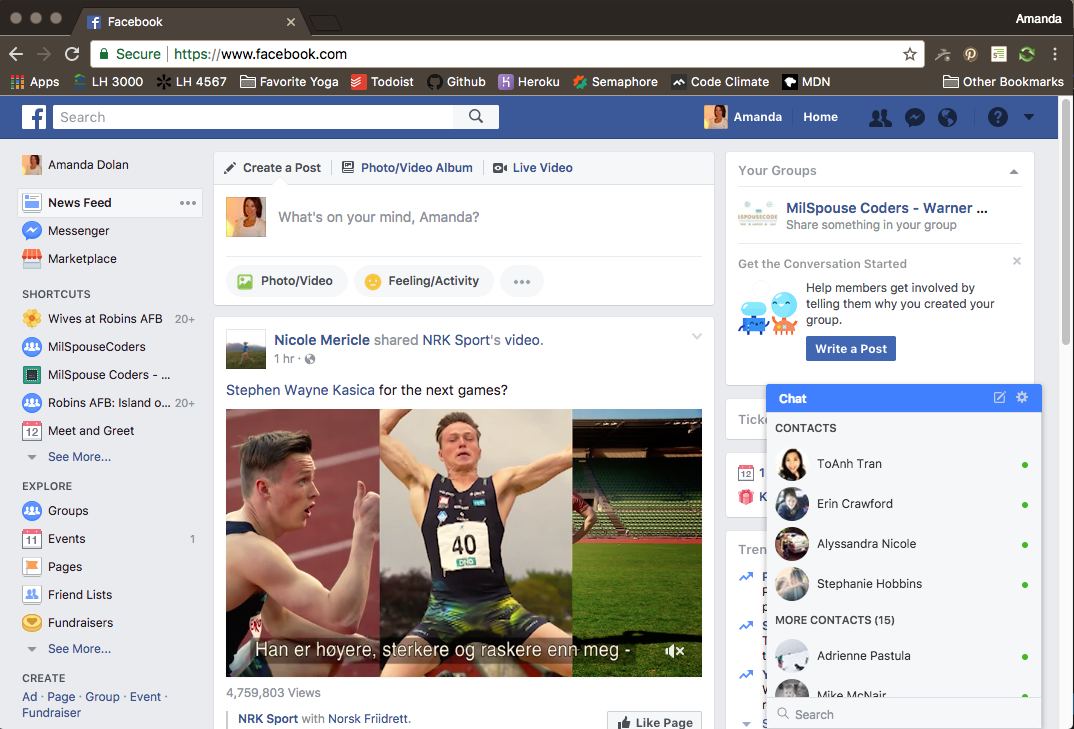 Facebook
Amanda
Secure | https://www.facebook.com
Apps LH 3000 LH 4567 Favorite Yoga Todoist Github Heroku Semaphore Code Climate MDN Other Bookmarks
Search
Amanda Home
Amanda Dolan
News Feed
Messenger
Marketplace
SHORTCUTS
Wives at Robins AFB 20+
MilSpouseCoders
MilSpouse Coders - ...
Robins AFB: Island o... 20+
12 Meet and Greet
See More...
EXPLORE
Groups
11 Events 1
Pages
Friend Lists
Fundraisers
See More...
CREATE
Ad · Page · Group · Event ·
Fundraiser
Create a Post Photo/Video Album Live Video
What's on your mind, Amanda?
Photo/Video Feeling/Activity
Nicole Mericle shared NRK Sport's video.
1 hr ·
Stephen Wayne Kasica for the next games?
40
DNB
Han er høyere, sterkere og raskere enn meg -
4,759,803 Views
NRK Sport with Norsk Friidrett.
Like Page
Your Groups
SPOUSECODE
MilSpouse Coders - Warner ...
Share something in your group
Get the Conversation Started
Help members get involved by
telling them why you created your
group.
Write a Post
Ticke
12 1
K
Tren
P
P
p
S
T
t
Y
W
v
S
Chat
CONTACTS
ToAnh Tran
Erin Crawford
Alyssandra Nicole
Stephanie Hobbins
MORE CONTACTS (15)
Adrienne Pastula
Mike McNair
Search